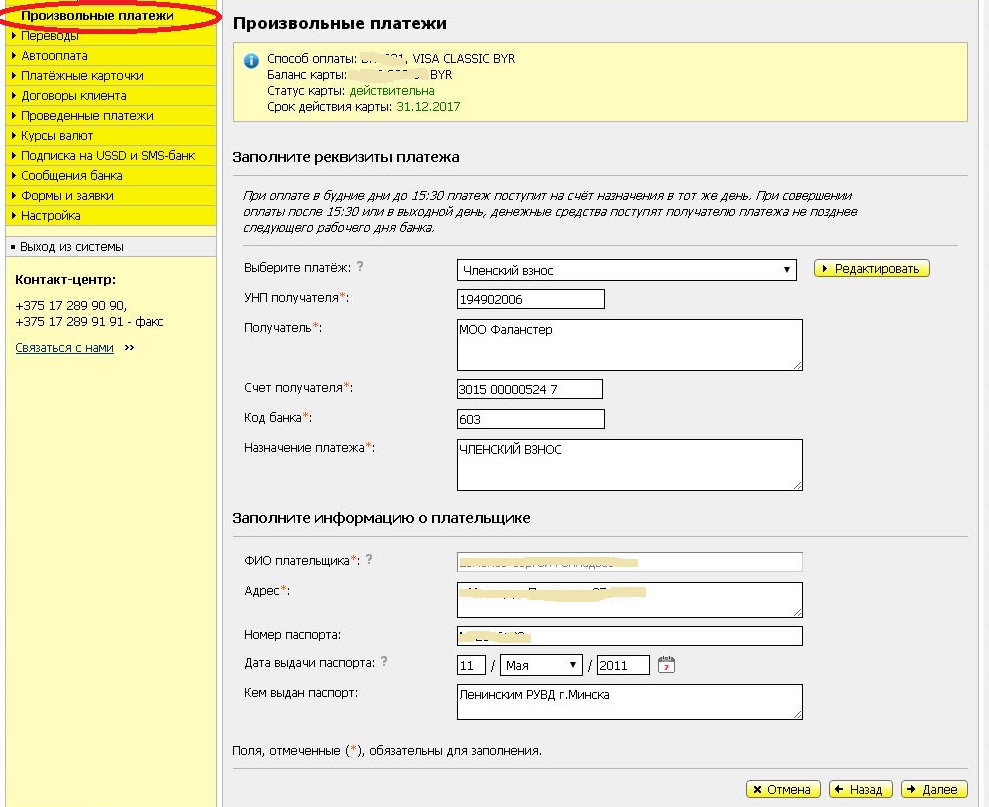 Произвольные платежи
Переводы
Автооплата
Платёжные карточки
Договоры клиента
Проведенные платежи
Курсы валют
Подписка на USSD и SMS-банк
Сообщения банка
Формы и заявки
Настройка
Выход из системы
Контакт-центр:
+375 17 289 90 90,
+375 17 289 91 91 - факс
Связаться с нами »
Произвольные платежи
Способ оплаты: , VISA CLASSIC BYR
Баланс карты: BYR
Статус карты: действительна
Срок действия карты: 31.12.2017
Заполните реквизиты платежа
При оплате в будние дни до 15:30 платеж поступит на счёт назначения в тот же день. При совершении
оплаты после 15:30 или в выходной день, денежные средства поступят получателю платежа не позднее
следующего рабочего дня банка.
Выберите платёж: ? Членский взнос Редактировать
УНП получателя*: 194902006
Получатель*: МОО Фаланстер
Счет получателя*: 3015 00000524 7
Код банка*: 603
Назначение платежа*: ЧЛЕНСКИЙ ВЗНОС
Заполните информацию о плательщике
ФИО плательщика*: ?
Адрес*:
Номер паспорта:
Дата выдачи паспорта: ? 11 / Мая / 2011 7
Кем выдан паспорт: Ленинским РУВД г.Минска
Поля, отмеченные (*), обязательны для заполнения.
Отмена Назад Далее